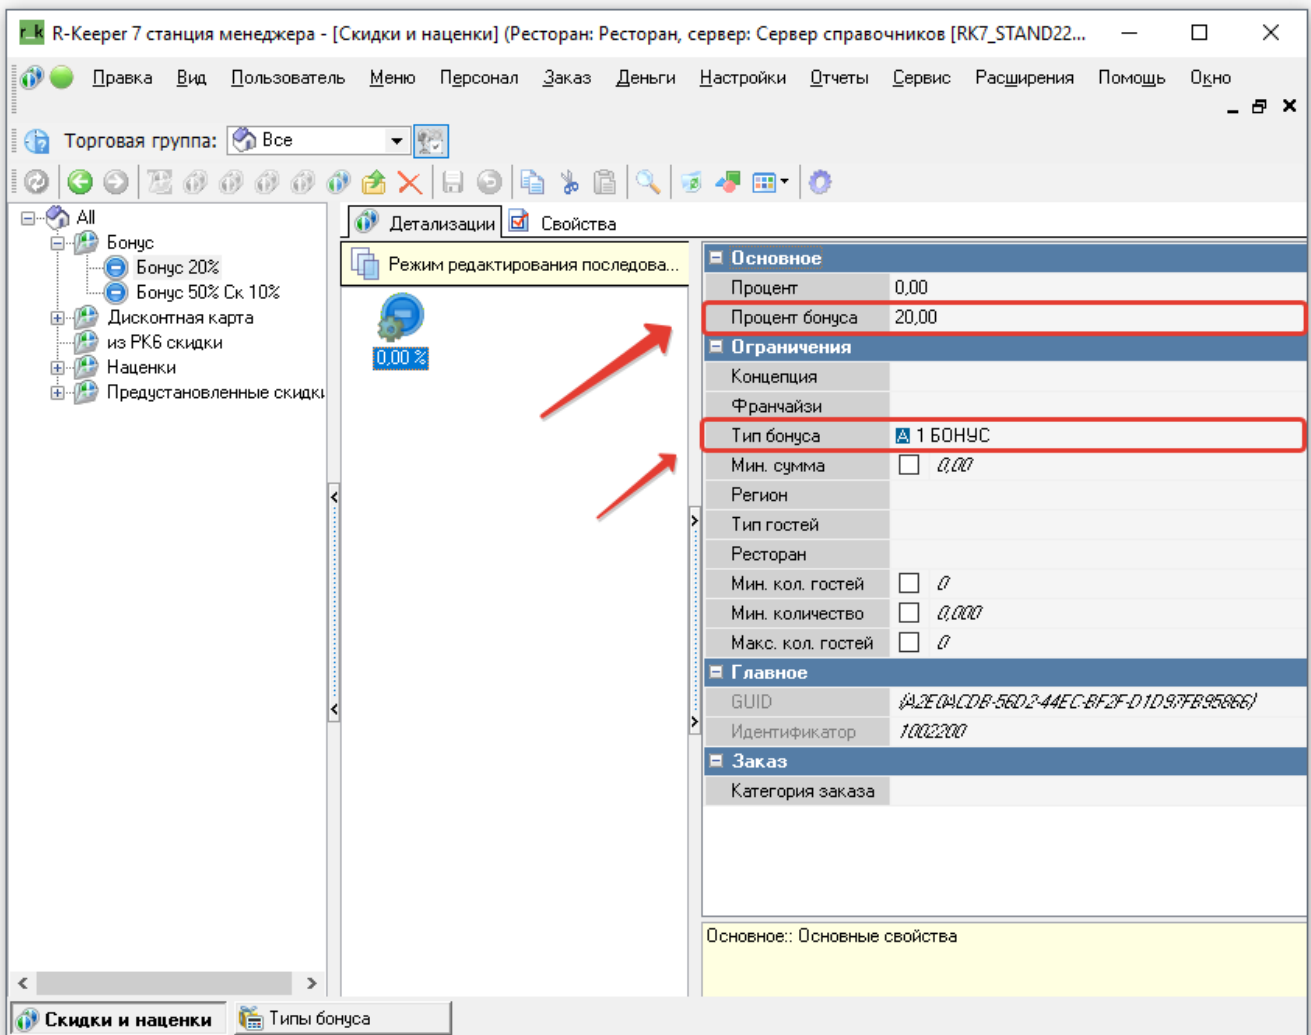 R-Keeper 7 станция менеджера - [Скидки и наценки] (Ресторан: Ресторан, сервер: Сервер справочников [RK7_STAND22...
Правка Вид Пользователь Меню Персонал Заказ Деньги Настройки Отчеты Сервис Расширения Помощь Окно
Торговая группа: Все
All
Бонус
Бонус 20%
Бонус 50% Ск 10%
Дисконтная карта
из РК6 скидки
Наценки
Предустановленные скидки
Детализации Свойства
Режим редактирования последова...
0,00 %
Основное
Процент 0,00
Процент бонуса 20,00
Ограничения
Концепция
Франчайзи
Тип бонуса 1 БОНУС
Мин. сумма 0,00
Регион
Тип гостей
Ресторан
Мин. кол. гостей 0
Мин. количество 0,000
Макс. кол. гостей 0
Главное
GUID {A2E0ACDB-56D2-44EC-BF2F-D1D97FB95866}
Идентификатор 1002200
Заказ
Категория заказа
Основное:: Основные свойства
Скидки и наценки Типы бонуса